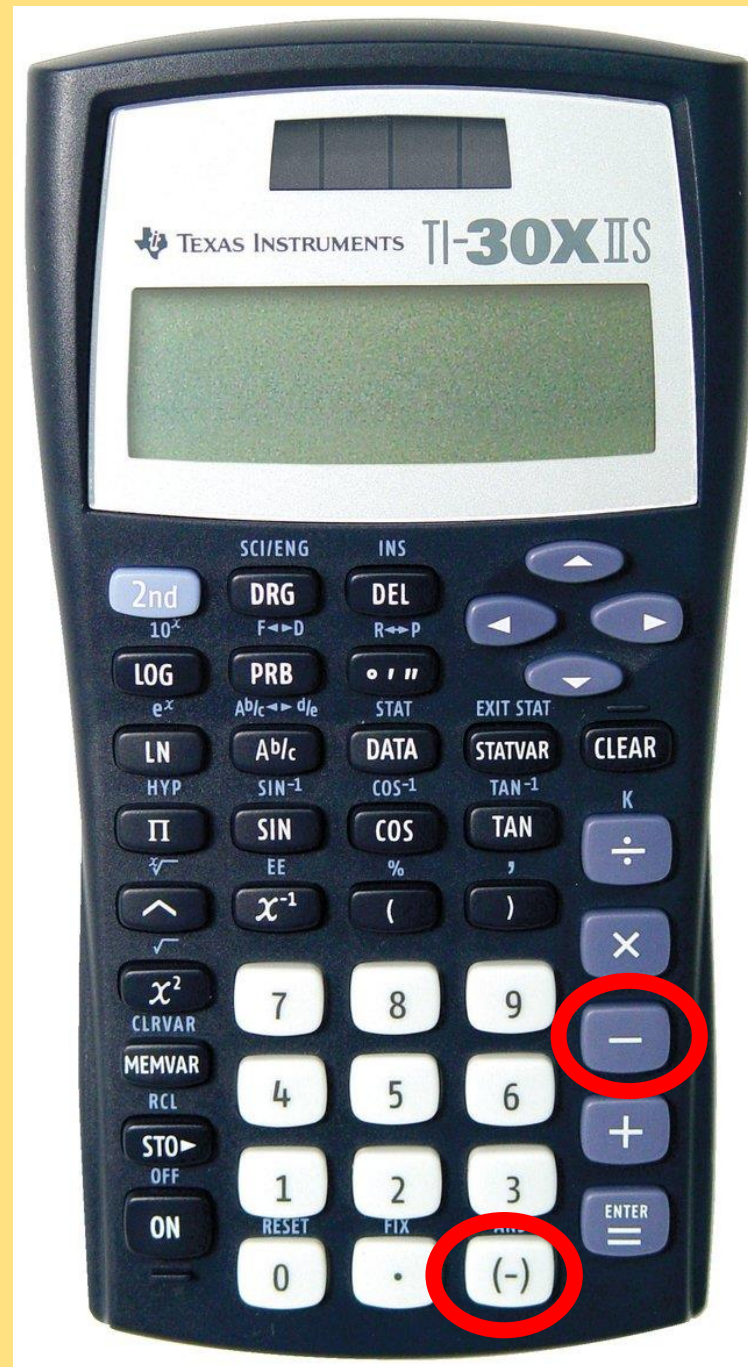 TEXAS INSTRUMENTS TI-30X IIS
SCI/ENG INS
2nd DRG DEL
10ˣ F◄►D R◄►P
LOG PRB ° ' "
eˣ Ab/c◄►d/e STAT EXIT STAT
LN Ab/c DATA STATVAR CLEAR
HYP SIN⁻¹ COS⁻¹ TAN⁻¹ K
Π SIN COS TAN ÷
ˣ√ EE % ,
^ x⁻¹ ( ) ×
√
x² 7 8 9 −
CLRVAR
MEMVAR 4 5 6 +
RCL
STO► 1 2 3 ENTER =
OFF
ON RESET FIX
0 . (-)